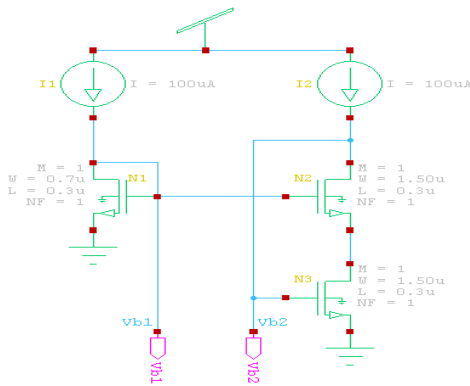 I1
I = 100uA
I2
I = 100uA
M = 1
W = 0.7u
L = 0.3u
NF = 1
N1
N2
M = 1
W = 1.50u
L = 0.3u
NF = 1
N3
M = 1
W = 1.50u
L = 0.3u
NF = 1
Vb1
Vb2
Vb1
Vb2